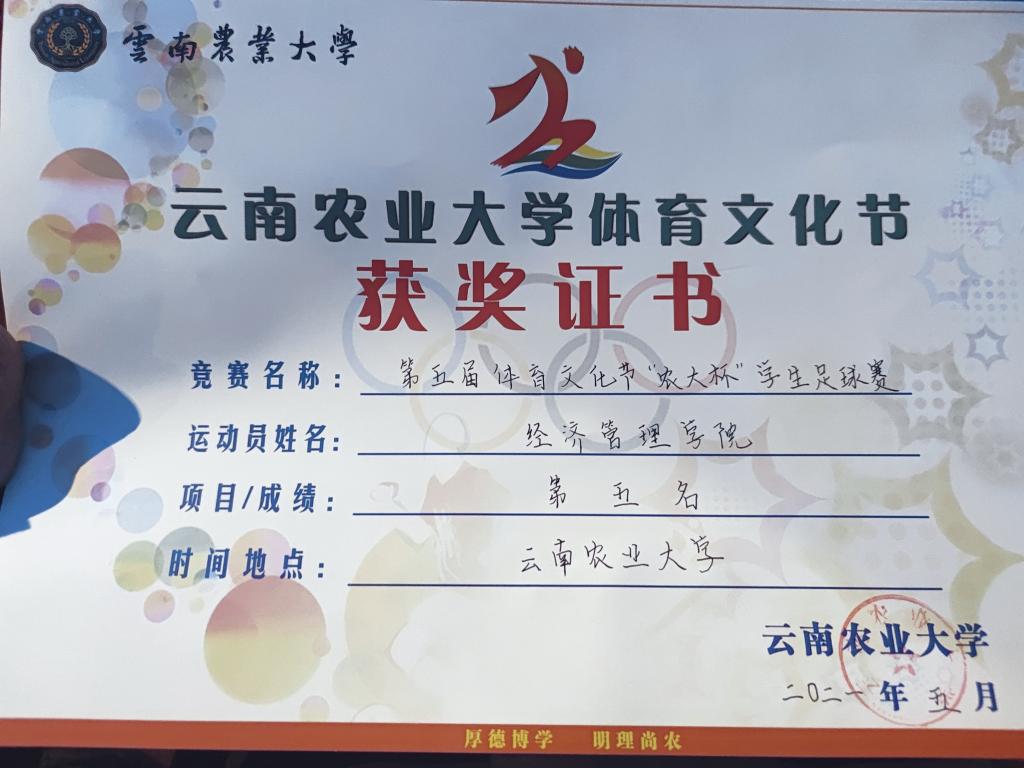 雲南農業大學
云南农业大学体育文化节
获奖证书
竞赛名称：第五届体育文化节“农大杯”学生足球赛
运动员姓名：经济管理学院
项目/成绩：第五名
时间地点：云南农业大学
云南农业大学
二〇二一年五月
厚德博学 明理尚农